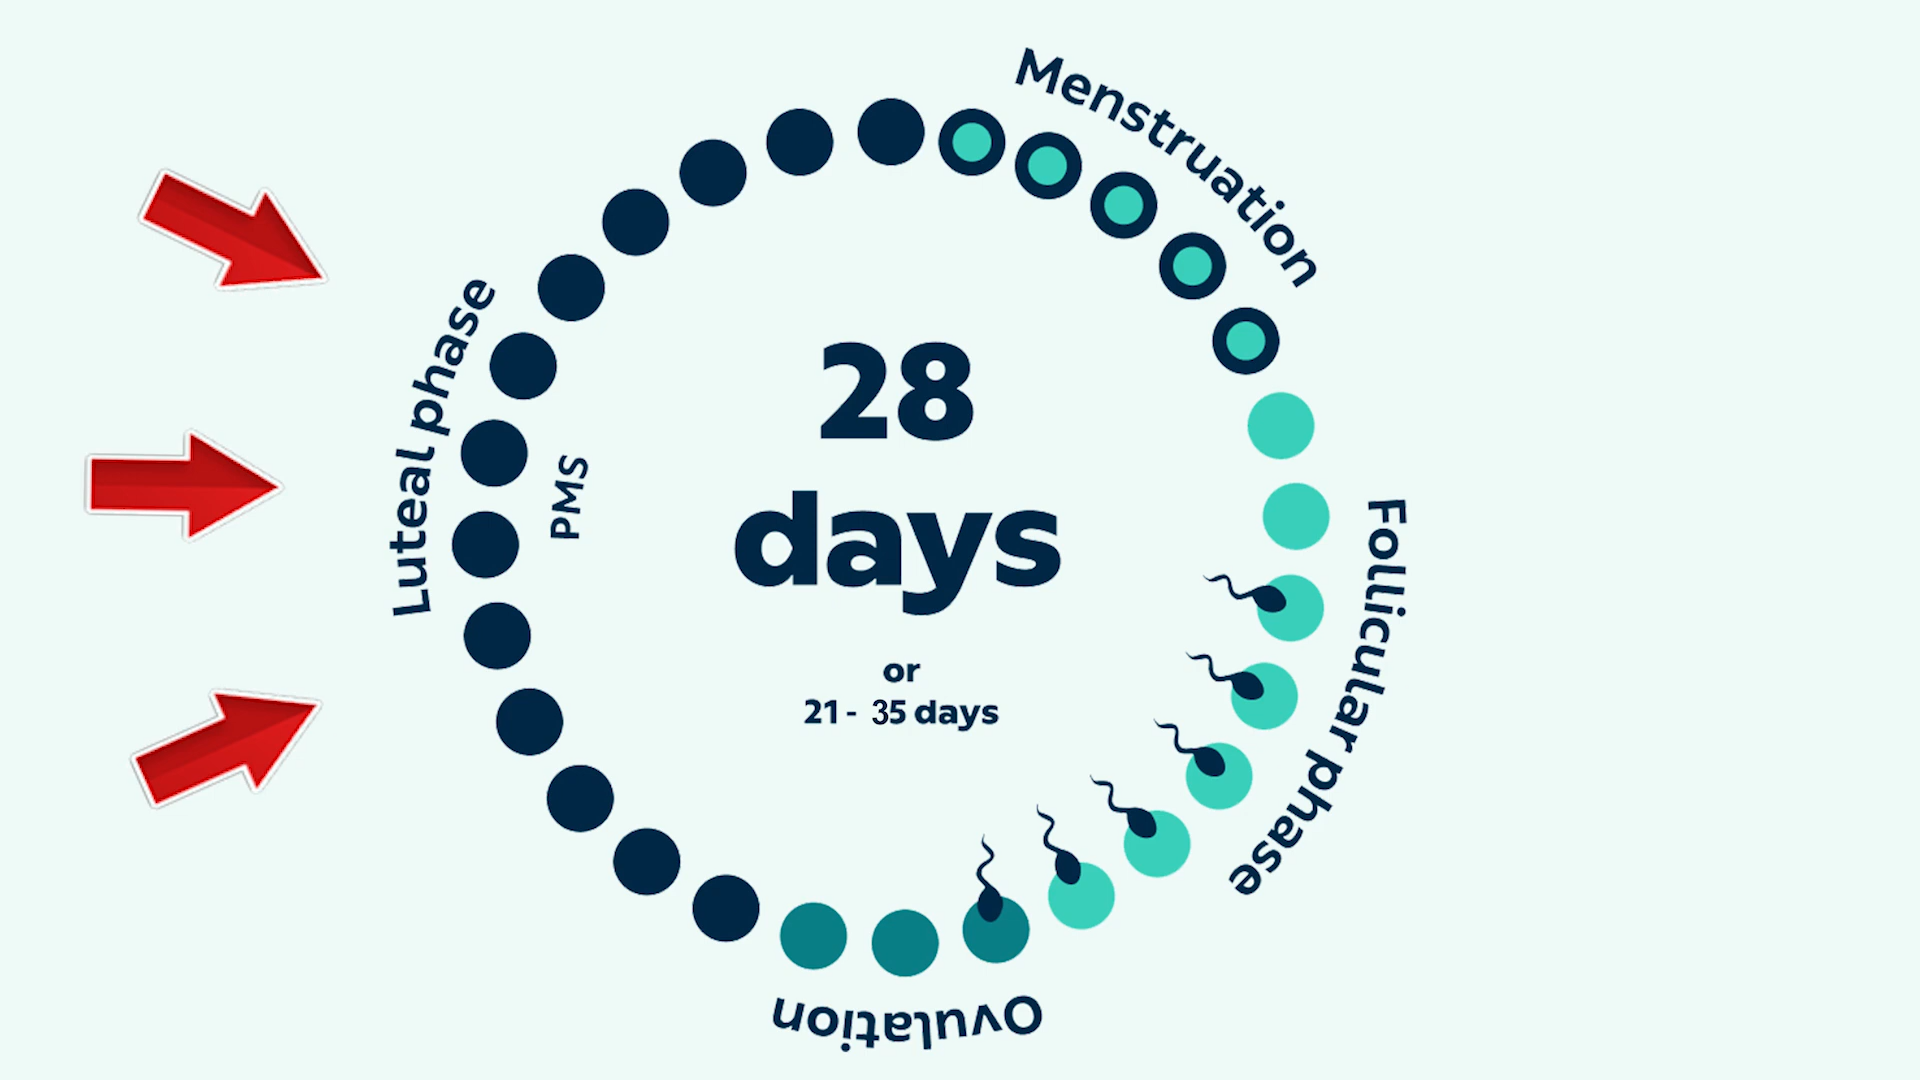 Menstruation
Luteal phase
PMS
28
days
or
21 - 35 days
Follicular phase
Ovulation